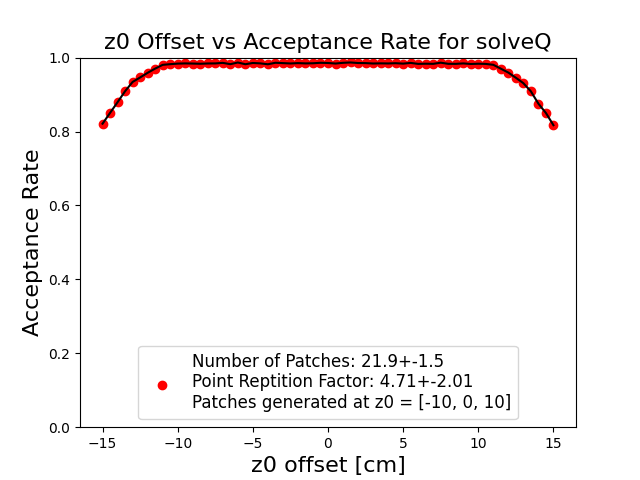 z0 Offset vs Acceptance Rate for solveQ
1.0
0.8
0.6
0.4
0.2
0.0
Acceptance Rate
Number of Patches: 21.9+-1.5
Point Reptition Factor: 4.71+-2.01
Patches generated at z0 = [-10, 0, 10]
−15 −10 −5 0 5 10 15
z0 offset [cm]